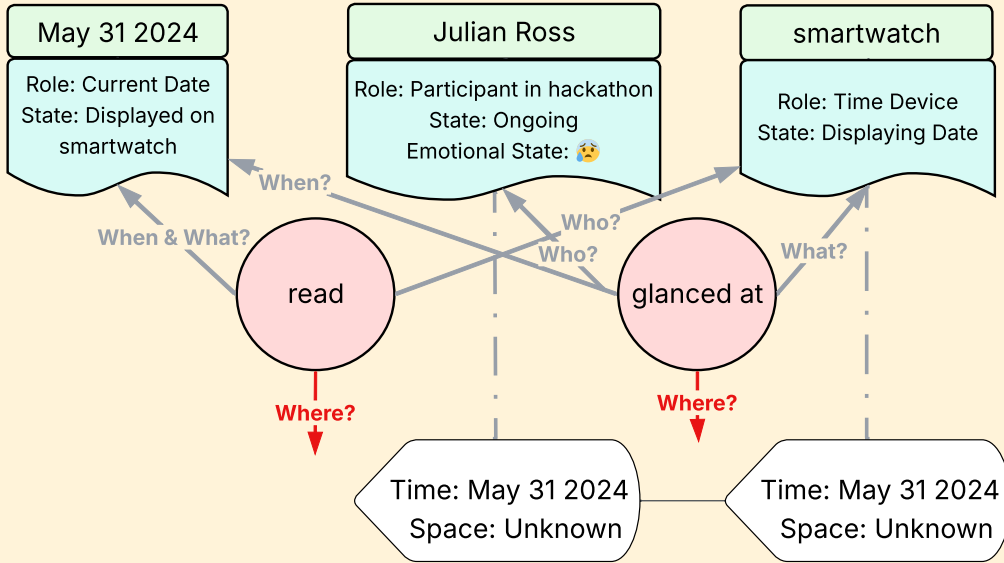 May 31 2024
Role: Current Date
State: Displayed on
smartwatch
Julian Ross
Role: Participant in hackathon
State: Ongoing
Emotional State: 😰
smartwatch
Role: Time Device
State: Displaying Date
When?
Who?
When & What?
Who?
What?
read
glanced at
Where?
Where?
Time: May 31 2024
Space: Unknown
Time: May 31 2024
Space: Unknown